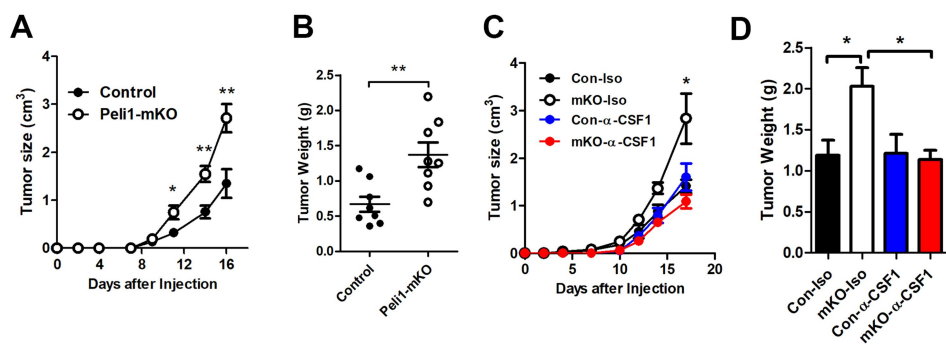 A
Tumor size (cm3)
3
2
1
0
Control
Peli1-mKO
*
**
**
0 4 8 12 16
Days after Injection
B
Tumor Weight (g)
2.5
2.0
1.5
1.0
0.5
0.0
**
Control
Peli1-mKO
C
Tumor size (cm3)
4
3
2
1
0
Con-Iso
mKO-Iso
Con-α-CSF1
mKO-α-CSF1
*
0 5 10 15 20
Days after Injection
D
Tumor Weight (g)
2.5
2.0
1.5
1.0
0.5
0.0
* *
Con-Iso
mKO-Iso
Con-α-CSF1
mKO-α-CSF1